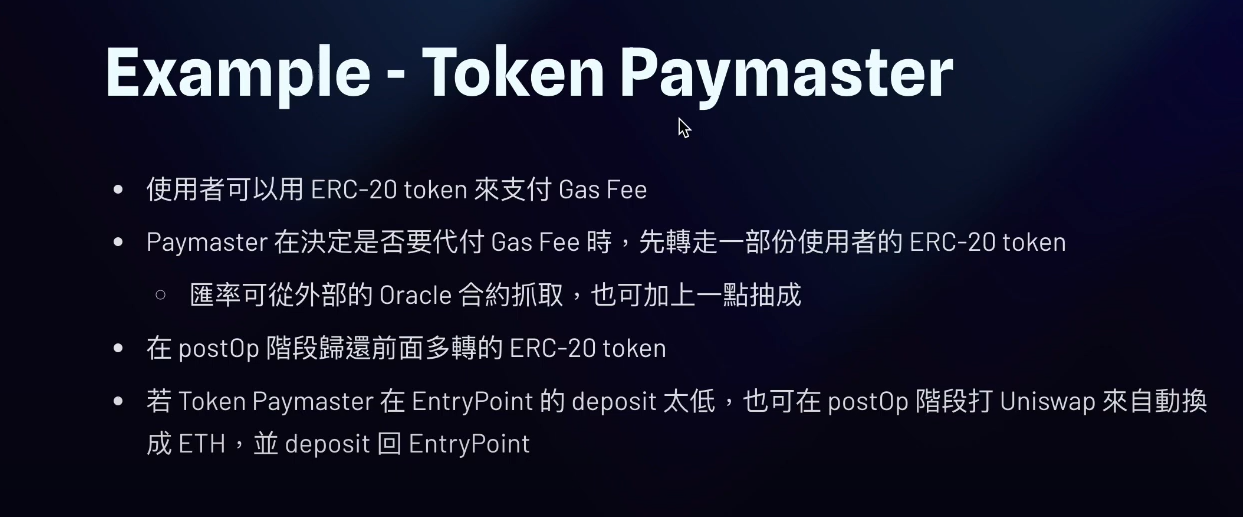 Example - Token Paymaster
• 使用者可以用 ERC-20 token 來支付 Gas Fee
• Paymaster 在決定是否要代付 Gas Fee 時，先轉走一部份使用者的 ERC-20 token
○ 匯率可從外部的 Oracle 合約抓取，也可加上一點抽成
• 在 postOp 階段歸還前面多轉的 ERC-20 token
• 若 Token Paymaster 在 EntryPoint 的 deposit 太低，也可在 postOp 階段打 Uniswap 來自動換
成 ETH，並 deposit 回 EntryPoint